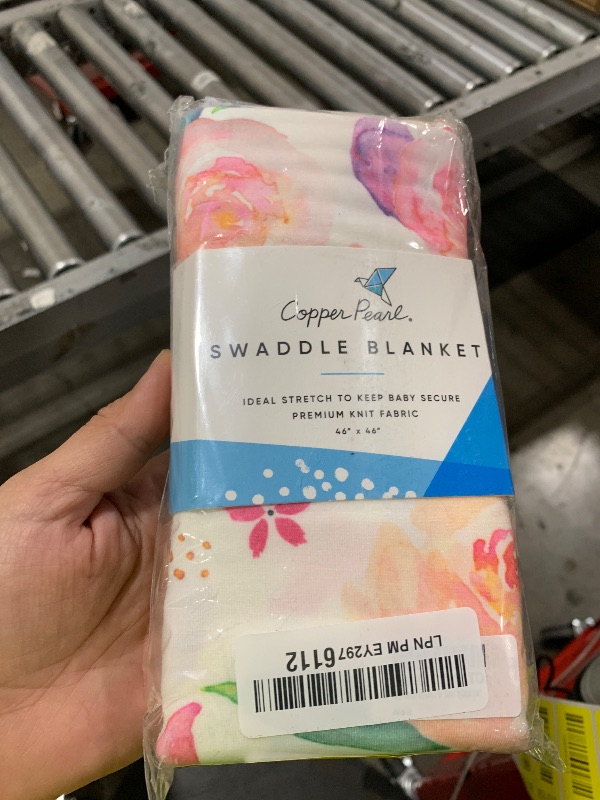 Copper Pearl®
SWADDLE BLANKET
IDEAL STRETCH TO KEEP BABY SECURE
PREMIUM KNIT FABRIC
46" x 46"
LPN PM EY2976112